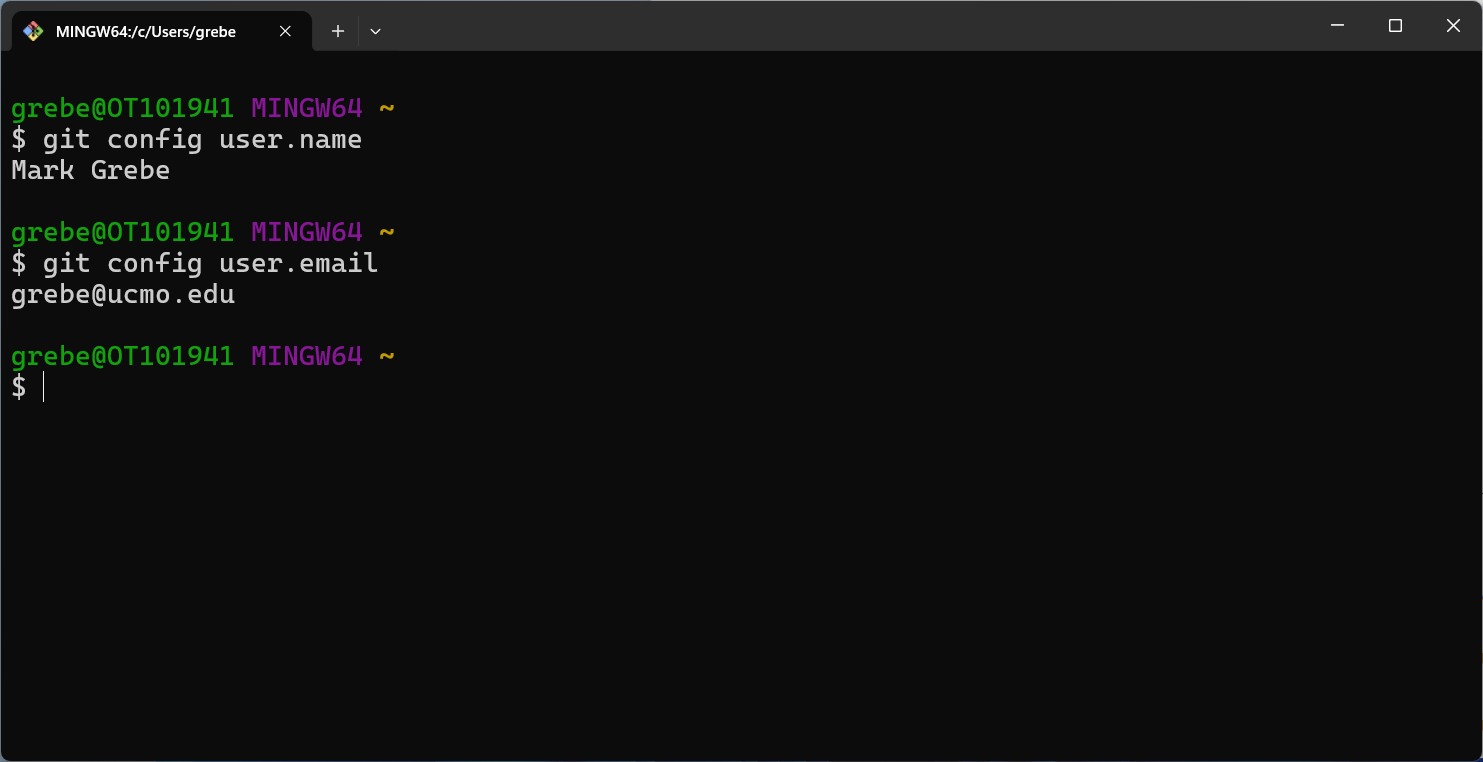 MINGW64:/c/Users/grebe
grebe@OT101941 MINGW64 ~
$ git config user.name
Mark Grebe
grebe@OT101941 MINGW64 ~
$ git config user.email
grebe@ucmo.edu
grebe@OT101941 MINGW64 ~
$